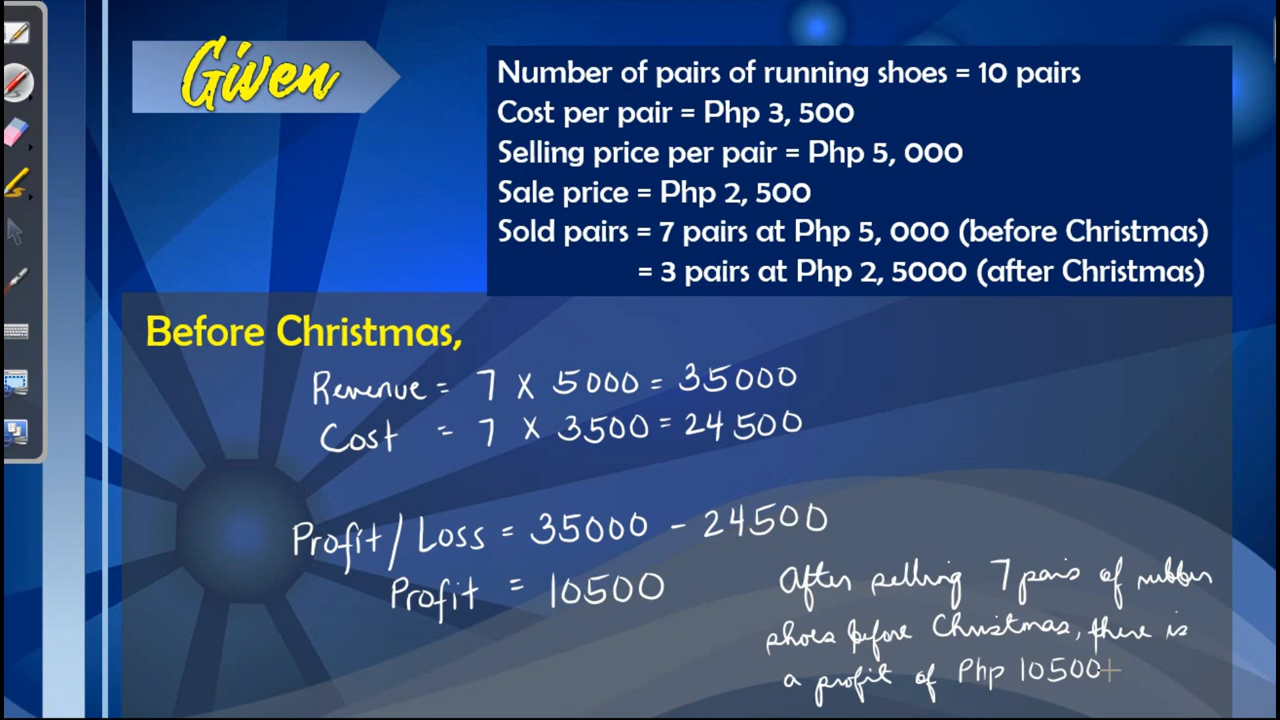 Given
Number of pairs of running shoes = 10 pairs
Cost per pair = Php 3, 500
Selling price per pair = Php 5, 000
Sale price = Php 2, 500
Sold pairs = 7 pairs at Php 5, 000 (before Christmas)
= 3 pairs at Php 2, 5000 (after Christmas)
Before Christmas,
Revenue = 7 X 5000 = 35000
Cost = 7 X 3500 = 24500
Profit / Loss = 35000 - 24500
Profit = 10500
After selling 7 pairs of rubber
shoes before Christmas, there is
a profit of Php 10500